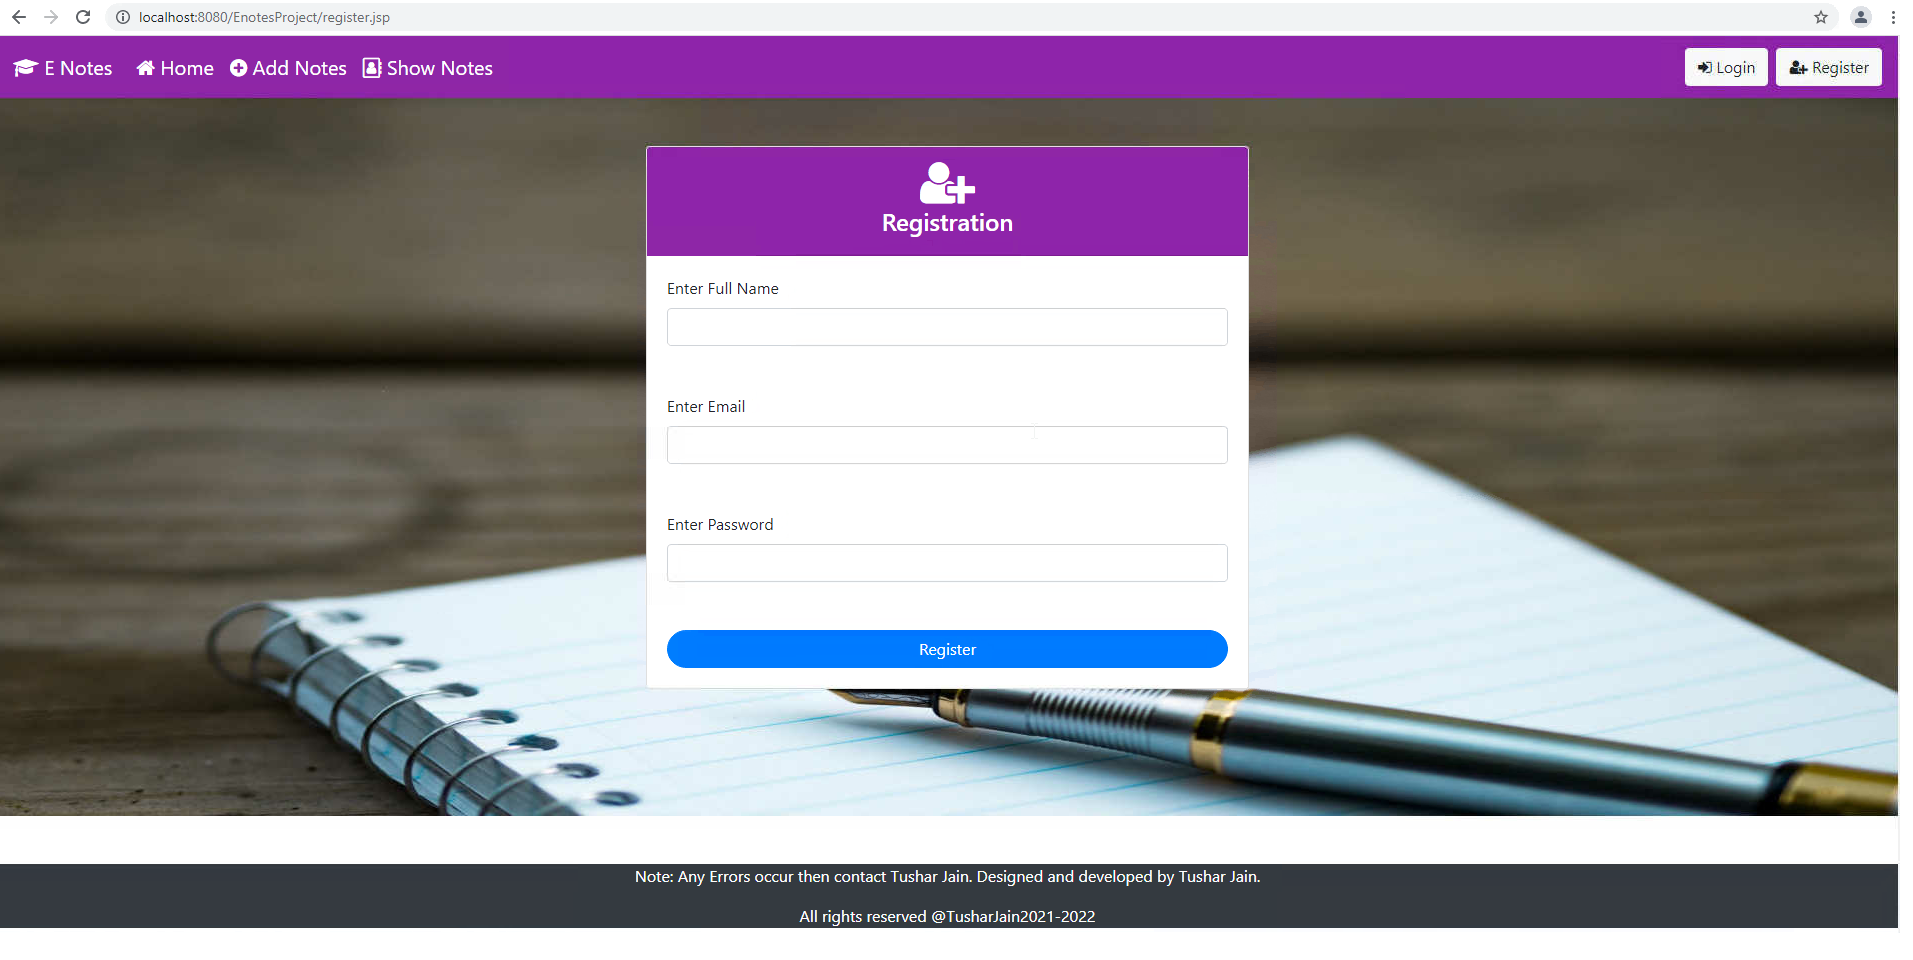 localhost:8080/EnotesProject/register.jsp
E Notes Home Add Notes Show Notes Login Register
Registration
Enter Full Name
Enter Email
Enter Password
Register
Note: Any Errors occur then contact Tushar Jain. Designed and developed by Tushar Jain.
All rights reserved @TusharJain2021-2022